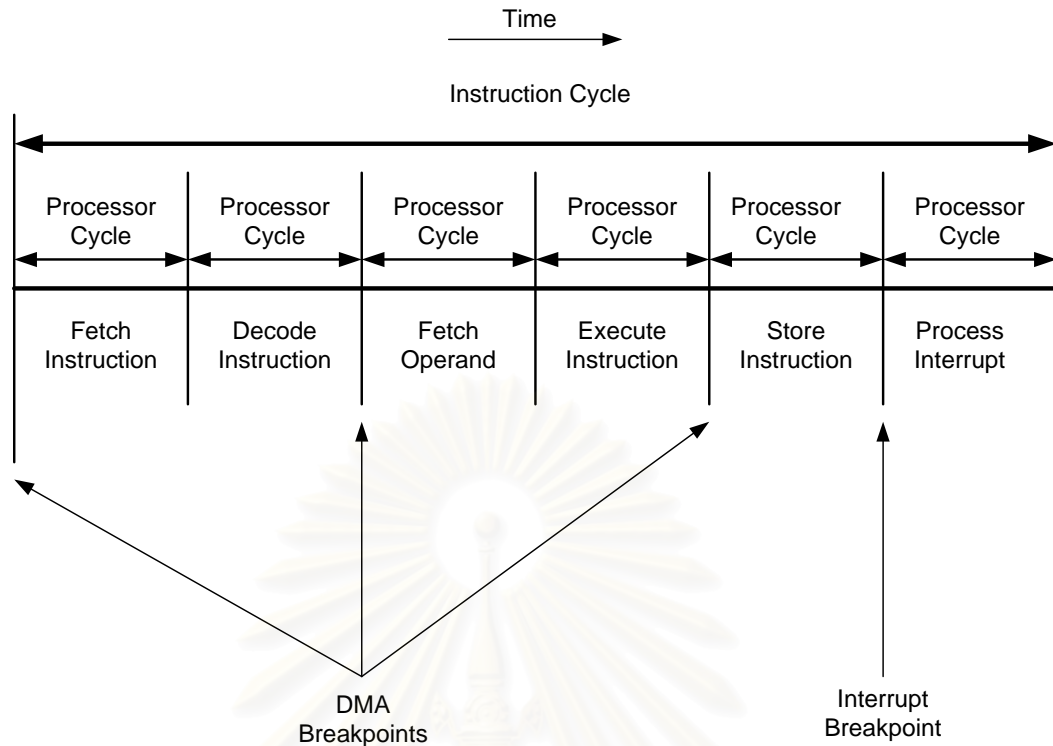 Time
Instruction Cycle
Processor Cycle
Processor Cycle
Processor Cycle
Processor Cycle
Processor Cycle
Processor Cycle
Fetch Instruction
Decode Instruction
Fetch Operand
Execute Instruction
Store Instruction
Process Interrupt
DMA Breakpoints
Interrupt Breakpoint